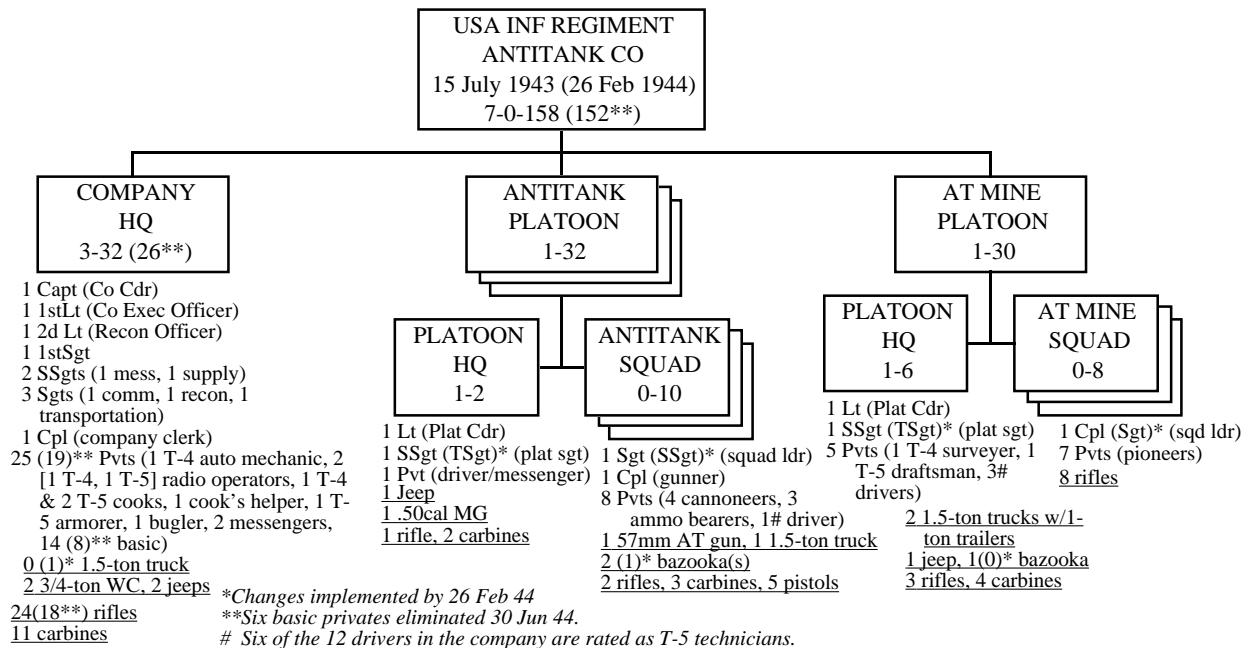 USA INF REGIMENT
ANTITANK CO
15 July 1943 (26 Feb 1944)
7-0-158 (152**)
COMPANY
HQ
3-32 (26**)
1 Capt (Co Cdr)
1 1stLt (Co Exec Officer)
1 2d Lt (Recon Officer)
1 1stSgt
2 SSgts (1 mess, 1 supply)
3 Sgts (1 comm, 1 recon, 1
transportation)
1 Cpl (company clerk)
25 (19)** Pvts (1 T-4 auto mechanic, 2
[1 T-4, 1 T-5] radio operators, 1 T-4
& 2 T-5 cooks, 1 cook's helper, 1 T-
5 armorer, 1 bugler, 2 messengers,
14 (8)** basic)
0 (1)* 1.5-ton truck
2 3/4-ton WC, 2 jeeps
24(18**) rifles
11 carbines
ANTITANK
PLATOON
1-32
PLATOON
HQ
1-2
1 Lt (Plat Cdr)
1 SSgt (TSgt)* (plat sgt)
1 Pvt (driver/messenger)
1 Jeep
1 .50cal MG
1 rifle, 2 carbines
ANTITANK
SQUAD
0-10
1 Sgt (SSgt)* (squad ldr)
1 Cpl (gunner)
8 Pvts (4 cannoneers, 3
ammo bearers, 1# driver)
1 57mm AT gun, 1 1.5-ton truck
2 (1)* bazooka(s)
2 rifles, 3 carbines, 5 pistols
AT MINE
PLATOON
1-30
PLATOON
HQ
1-6
1 Lt (Plat Cdr)
1 SSgt (TSgt)* (plat sgt)
5 Pvts (1 T-4 surveyer, 1
T-5 draftsman, 3#
drivers)
2 1.5-ton trucks w/1-
ton trailers
1 jeep, 1(0)* bazooka
3 rifles, 4 carbines
AT MINE
SQUAD
0-8
1 Cpl (Sgt)* (sqd ldr)
7 Pvts (pioneers)
8 rifles
*Changes implemented by 26 Feb 44
**Six basic privates eliminated 30 Jun 44.
# Six of the 12 drivers in the company are rated as T-5 technicians.